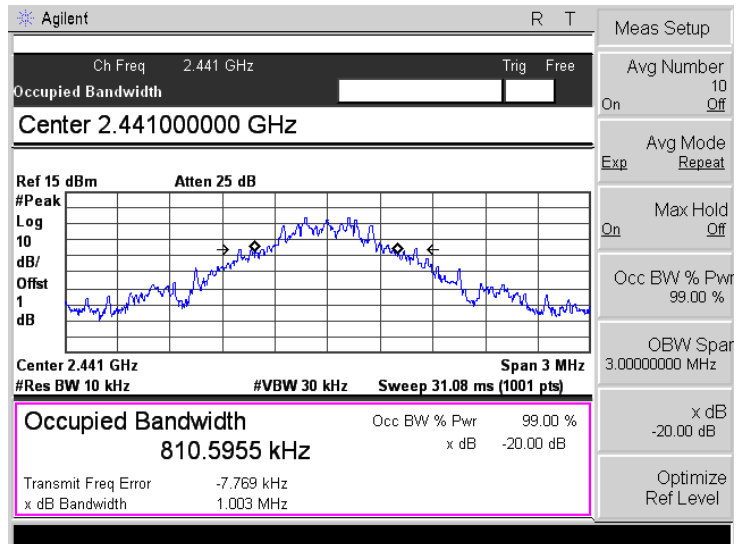 Agilent R T
Ch Freq 2.441 GHz Trig Free
Occupied Bandwidth
Center 2.441000000 GHz
Ref 15 dBm Atten 25 dB
#Peak
Log
10
dB/
Offst
1
dB
Center 2.441 GHz Span 3 MHz
#Res BW 10 kHz #VBW 30 kHz Sweep 31.08 ms (1001 pts)
Occupied Bandwidth
810.5955 kHz
Occ BW % Pwr 99.00 %
x dB -20.00 dB
Transmit Freq Error -7.769 kHz
x dB Bandwidth 1.003 MHz
Meas Setup
Avg Number
10
On Off
Avg Mode
Exp Repeat
Max Hold
On Off
Occ BW % Pwr
99.00 %
OBW Span
3.00000000 MHz
x dB
-20.00 dB
Optimize
Ref Level